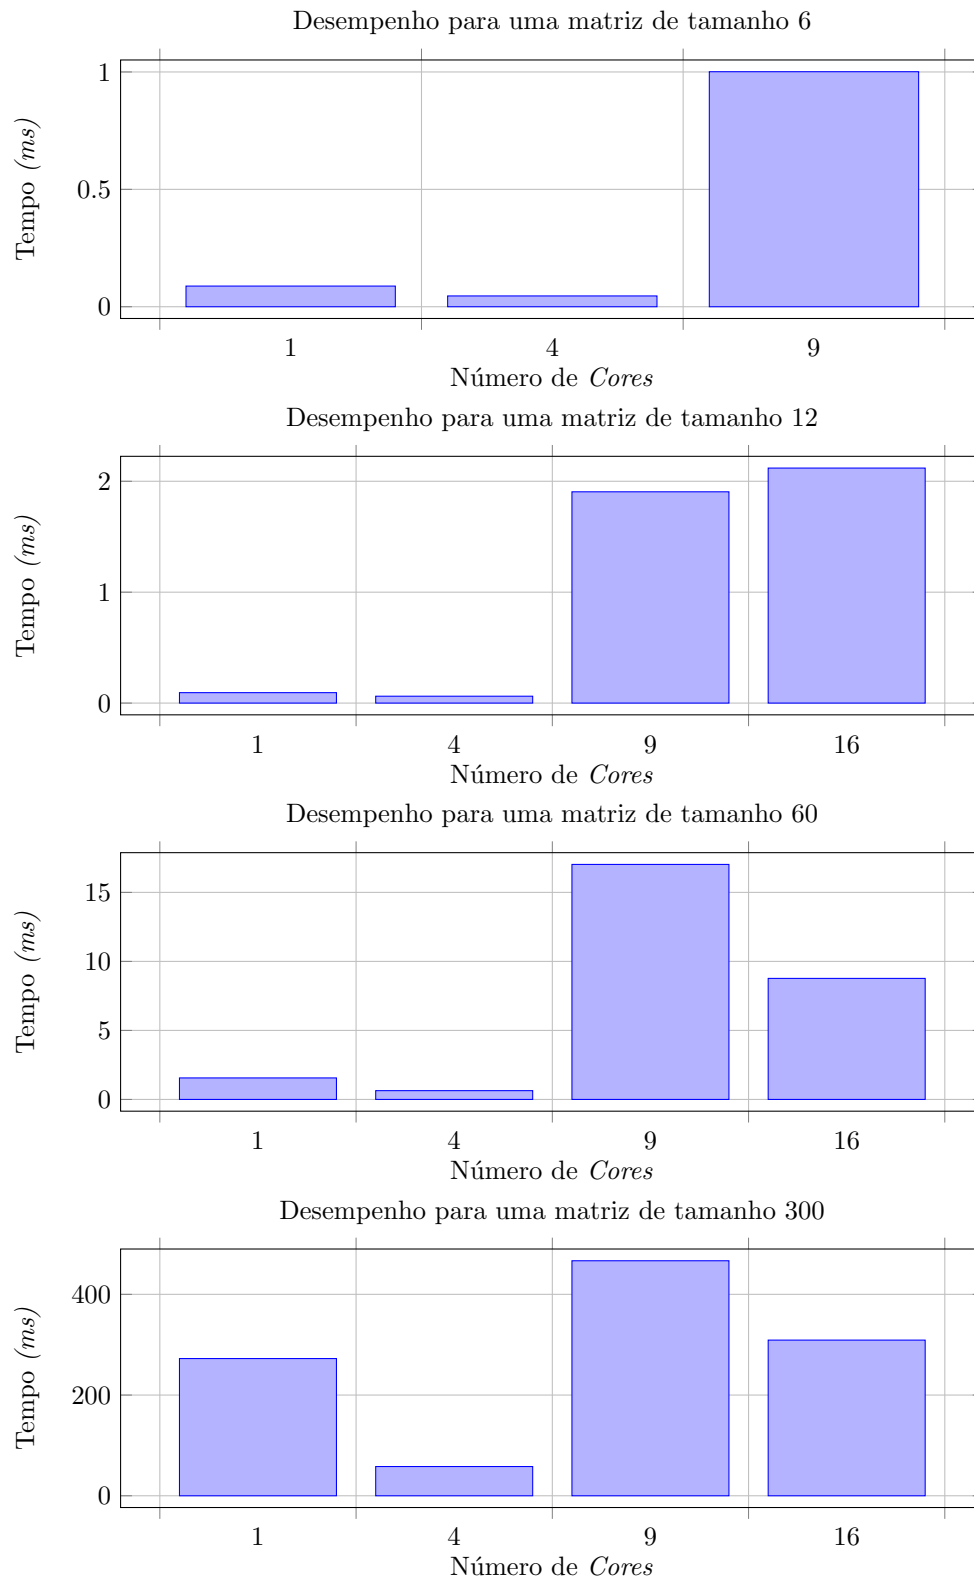 Desempenho para uma matriz de tamanho 6
1
0.5
0
Tempo (ms)
1 4 9
Número de Cores
Desempenho para uma matriz de tamanho 12
2
1
0
Tempo (ms)
1 4 9 16
Número de Cores
Desempenho para uma matriz de tamanho 60
15
10
5
0
Tempo (ms)
1 4 9 16
Número de Cores
Desempenho para uma matriz de tamanho 300
400
200
0
Tempo (ms)
1 4 9 16
Número de Cores